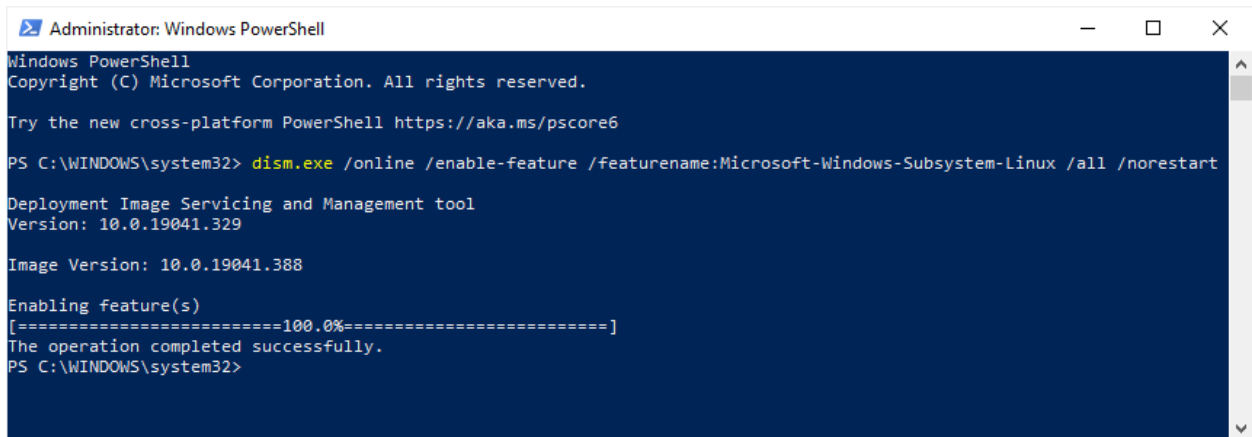 Administrator: Windows PowerShell
Windows PowerShell
Copyright (C) Microsoft Corporation. All rights reserved.
Try the new cross-platform PowerShell https://aka.ms/pscore6
PS C:\WINDOWS\system32> dism.exe /online /enable-feature /featurename:Microsoft-Windows-Subsystem-Linux /all /norestart
Deployment Image Servicing and Management tool
Version: 10.0.19041.329
Image Version: 10.0.19041.388
Enabling feature(s)
[==========================100.0%==========================]
The operation completed successfully.
PS C:\WINDOWS\system32>